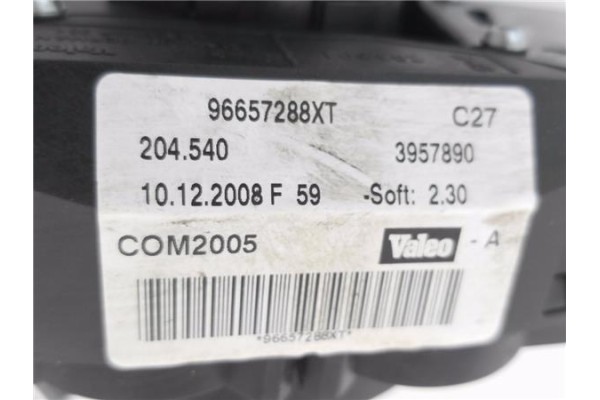 96657288XT C27
204.540 3957890
10.12.2008 F 59 -Soft: 2.30
COM2005 Valeo - A
*96657288XT*